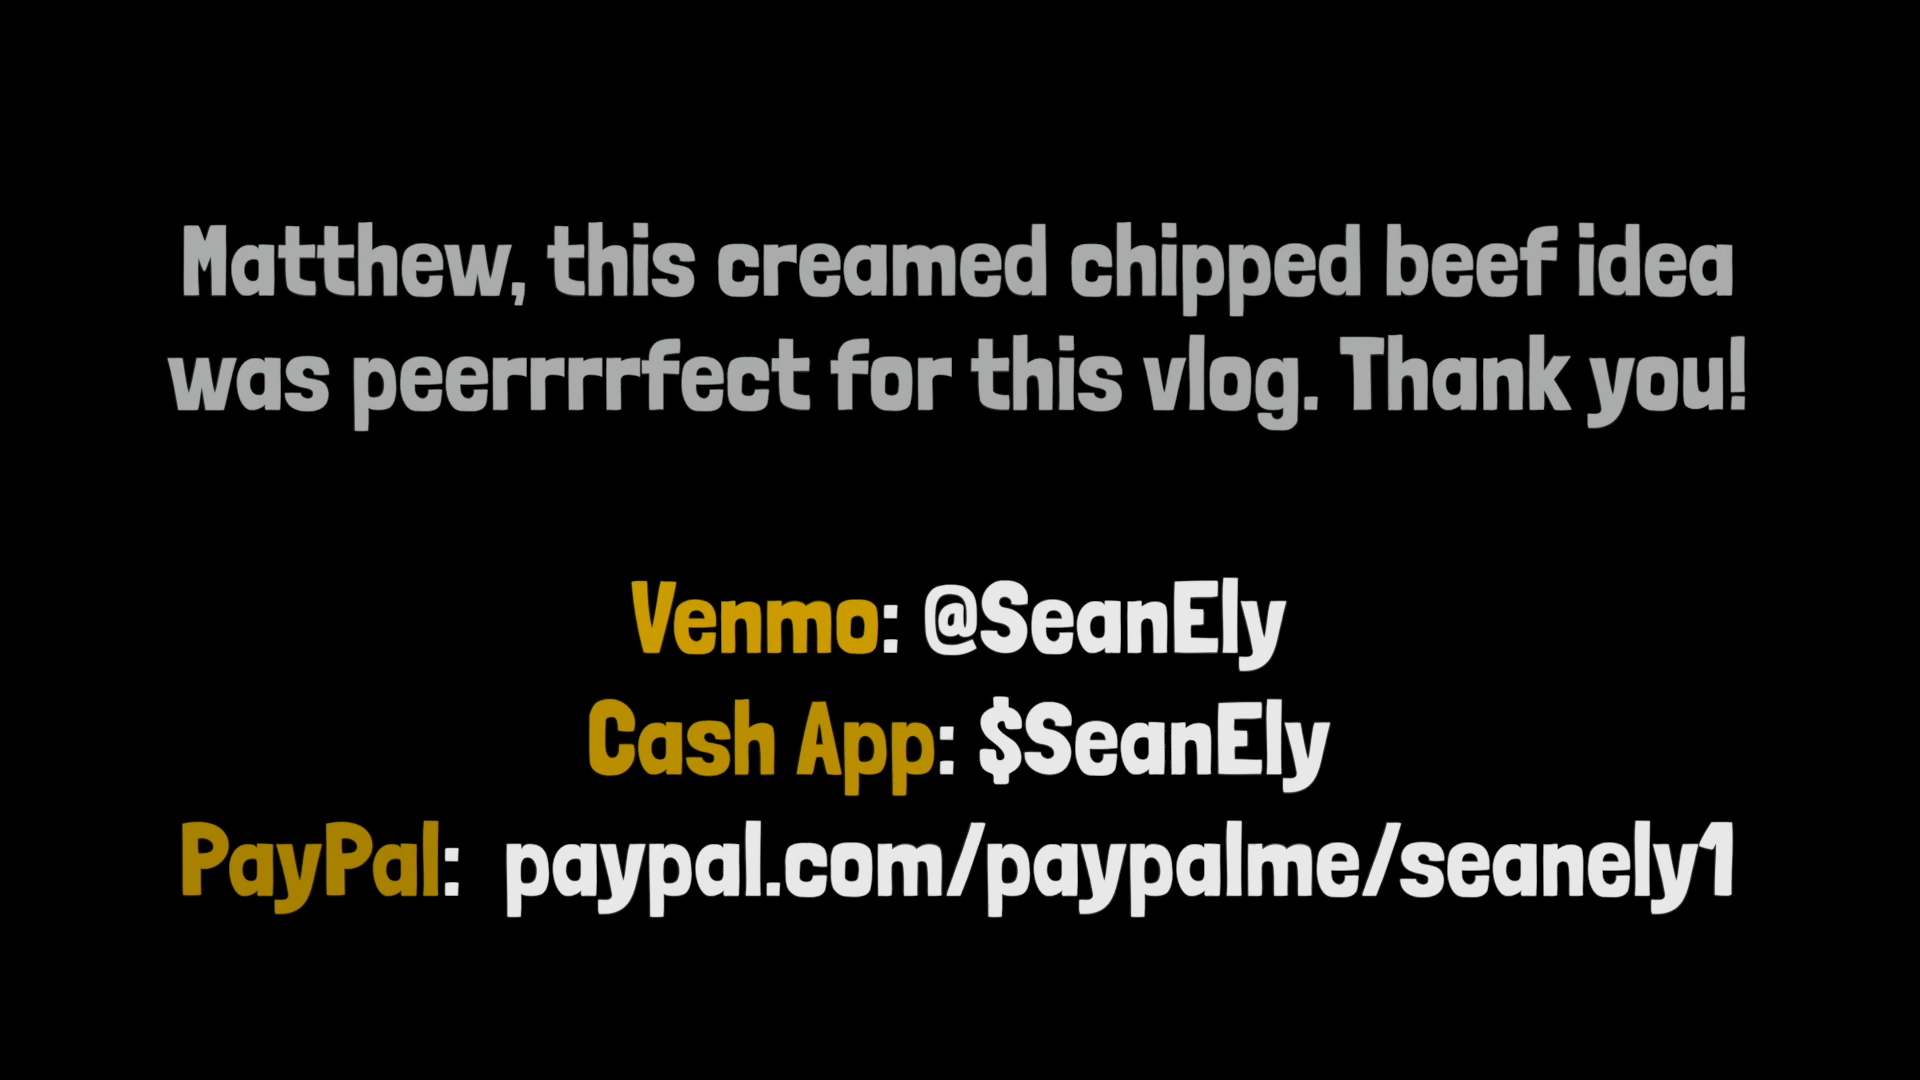 Matthew, this creamed chipped beef idea
was peerrrrfect for this vlog. Thank you!
Venmo: @SeanEly
Cash App: $SeanEly
PayPal: paypal.com/paypalme/seanely1